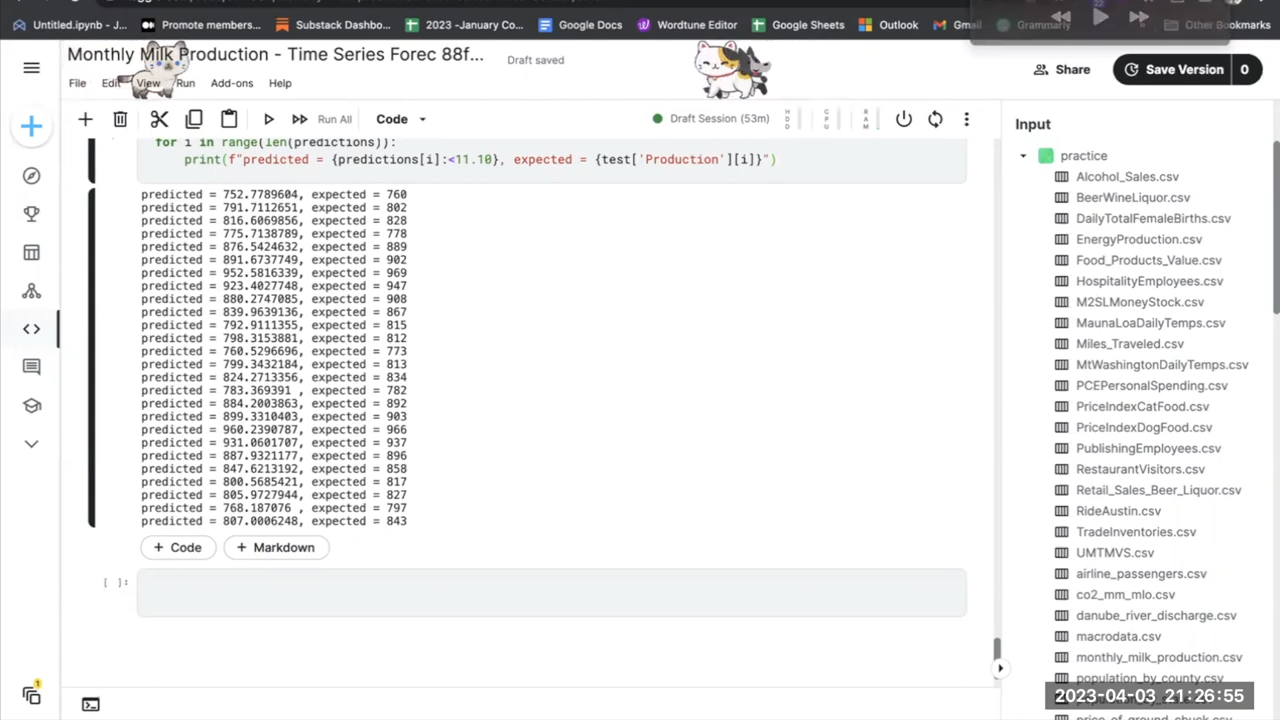 Untitled.ipynb - J... Promote members... Substack Dashbo... 2023 -January Co... Google Docs Wordtune Editor Google Sheets Outlook Gmail Grammarly Other Bookmarks
Monthly Milk Production - Time Series Forec 88f... Draft saved
File Edit View Run Add-ons Help
Share Save Version 0
Run All Code Draft Session (53m) HDD CPU RAM
for i in range(len(predictions)):
print(f"predicted = {predictions[i]:<11.10}, expected = {test['Production'][i]}")
predicted = 752.7789604, expected = 760
predicted = 791.7112651, expected = 802
predicted = 816.6069856, expected = 828
predicted = 775.7138789, expected = 778
predicted = 876.5424632, expected = 889
predicted = 891.6737749, expected = 902
predicted = 952.5816339, expected = 969
predicted = 923.4027748, expected = 947
predicted = 880.2747085, expected = 908
predicted = 839.9639136, expected = 867
predicted = 792.9111355, expected = 815
predicted = 798.3153881, expected = 812
predicted = 760.5296696, expected = 773
predicted = 799.3432184, expected = 813
predicted = 824.2713356, expected = 834
predicted = 783.369391 , expected = 782
predicted = 884.2003863, expected = 892
predicted = 899.3310403, expected = 903
predicted = 960.2390787, expected = 966
predicted = 931.0601707, expected = 937
predicted = 887.9321177, expected = 896
predicted = 847.6213192, expected = 858
predicted = 800.5685421, expected = 817
predicted = 805.9727944, expected = 827
predicted = 768.187076 , expected = 797
predicted = 807.0006248, expected = 843
+ Code + Markdown
[ ]:
Input
practice
Alcohol_Sales.csv
BeerWineLiquor.csv
DailyTotalFemaleBirths.csv
EnergyProduction.csv
Food_Products_Value.csv
HospitalityEmployees.csv
M2SLMoneyStock.csv
MaunaLoaDailyTemps.csv
Miles_Traveled.csv
MtWashingtonDailyTemps.csv
PCEPersonalSpending.csv
PriceIndexCatFood.csv
PriceIndexDogFood.csv
PublishingEmployees.csv
RestaurantVisitors.csv
Retail_Sales_Beer_Liquor.csv
RideAustin.csv
TradeInventories.csv
UMTMVS.csv
airline_passengers.csv
co2_mm_mlo.csv
danube_river_discharge.csv
macrodata.csv
monthly_milk_production.csv
population_by_county.csv
2023-04-03 21:26:55
price_of_ground_chuck.csv
1